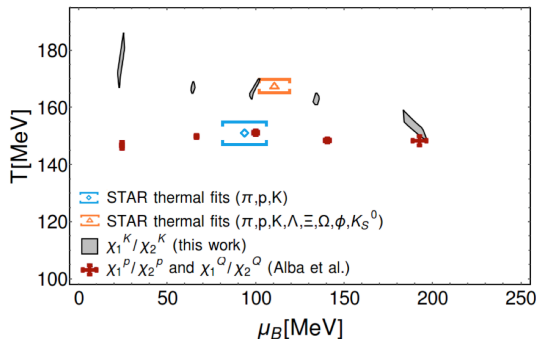 180
160
140
120
100
T[MeV]
STAR thermal fits (π,p,K)
STAR thermal fits (π,p,K,Λ,Ξ,Ω,ϕ,K_S^0)
χ_1^K/χ_2^K (this work)
χ_1^p/χ_2^p and χ_1^Q/χ_2^Q (Alba et al.)
0 50 100 150 200 250
μ_B[MeV]